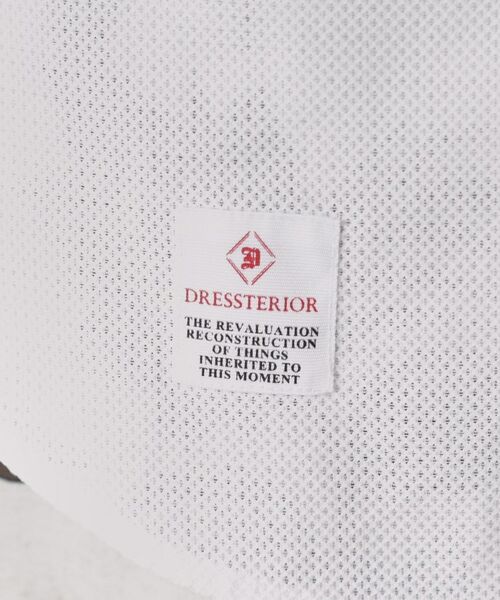 D
DRESSTERIOR
THE REVALUATION
RECONSTRUCTION
OF THINGS
INHERITED TO
THIS MOMENT